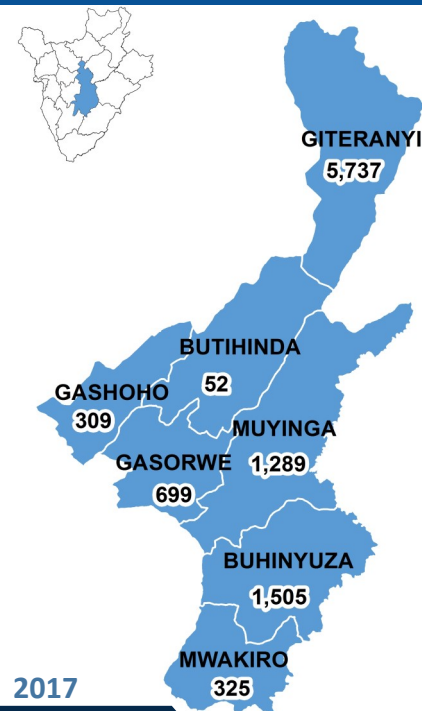 GITERANYI
5,737
BUTIHINDA
52
GASHOHO
309
MUYINGA
1,289
GASORWE
699
BUHINYUZA
1,505
MWAKIRO
325
2017